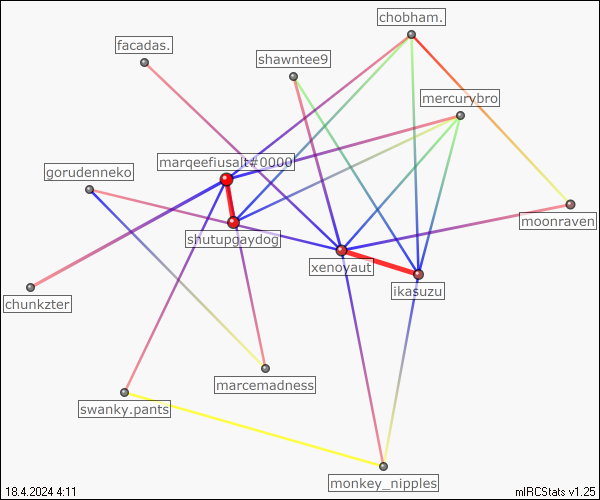 chobham.
facadas.
shawntee9
mercurybro
marqeefiusalt#0000
gorudenneko
moonraven
shutupgaydog
xenoyaut
ikasuzu
chunkzter
marcemadness
swanky.pants
monkey_nipples
18.4.2024 4:11
mIRCStats v1.25